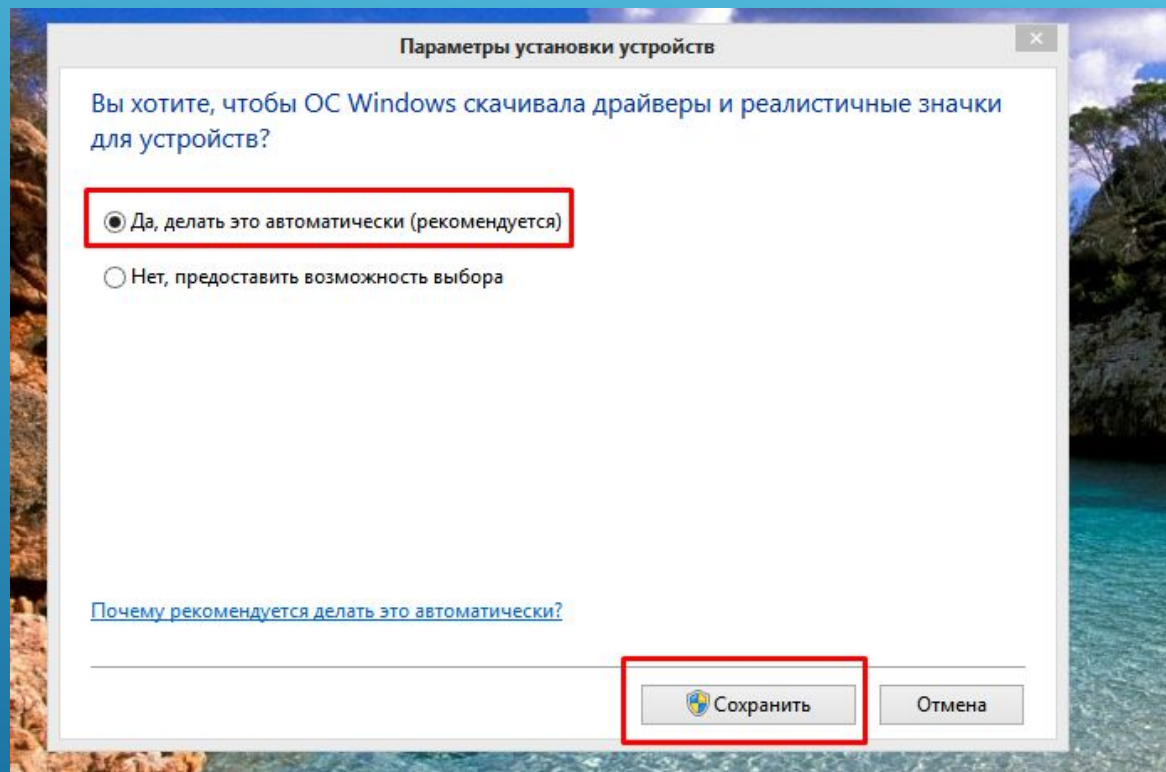 Параметры установки устройств
Вы хотите, чтобы ОС Windows скачивала драйверы и реалистичные значки
для устройств?
Да, делать это автоматически (рекомендуется)
Нет, предоставить возможность выбора
Почему рекомендуется делать это автоматически?
Сохранить
Отмена